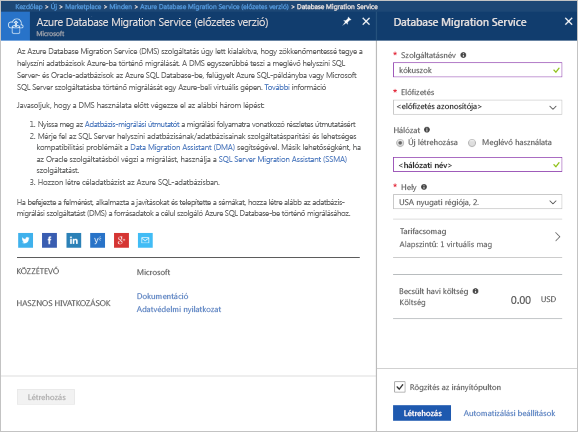 Kezdőlap > Új > Marketplace > Minden > Azure Database Migration Service (előzetes verzió) > Database Migration Service
Azure Database Migration Service (előzetes verzió)
Microsoft
Az Azure Database Migration Service (DMS) szolgáltatás úgy lett kialakítva, hogy zökkenőmentessé tegye a
helyszíni adatbázisok Azure-ba történő migrálását. A DMS egyszerűbbé teszi a meglévő helyszíni SQL
Server- és Oracle-adatbázisok az Azure SQL Database-be, felügyelt Azure SQL-példányba vagy Microsoft
SQL Server szolgáltatásba történő migrálását egy Azure-beli virtuális gépen. További információ
Javasoljuk, hogy a DMS használata előtt végezze el az alábbi három lépést:
1. Nyissa meg az Adatbázis-migrálási útmutatót a migrálási folyamatra vonatkozó részletes útmutatásért
2. Mérje fel az SQL Server helyszíni adatbázisának/adatbázisainak szolgáltatásparitási és lehetséges
kompatibilitási problémáit a Data Migration Assistant (DMA) segítségével. Másik lehetőségként, ha
az Oracle szolgáltatásból végzi a migrálást, használja a SQL Server Migration Assistant (SSMA)
szolgáltatást.
3. Hozzon létre céladatbázist az Azure SQL-adatbázisban.
Ha befejezte a felmérést, alkalmazta a javításokat és telepítette a sémákat, hozza létre alább az adatbázis-
migrálási szolgáltatást (DMS) a forrásadatok a célul szolgáló Azure SQL Database-be történő migrálásához.
KÖZZÉTEVŐ Microsoft
HASZNOS HIVATKOZÁSOK Dokumentáció
Adatvédelmi nyilatkozat
Létrehozás
Database Migration Service
* Szolgáltatásnév
kókuszok
* Előfizetés
<előfizetés azonosítója>
Hálózat
Új létrehozása Meglévő használata
<hálózati név>
* Hely
USA nyugati régiója, 2.
Tarifacsomag
Alapszintű: 1 virtuális mag
Becsült havi költség
Költség 0.00 USD
Rögzítés az irányítópulton
Létrehozás Automatizálási beállítások